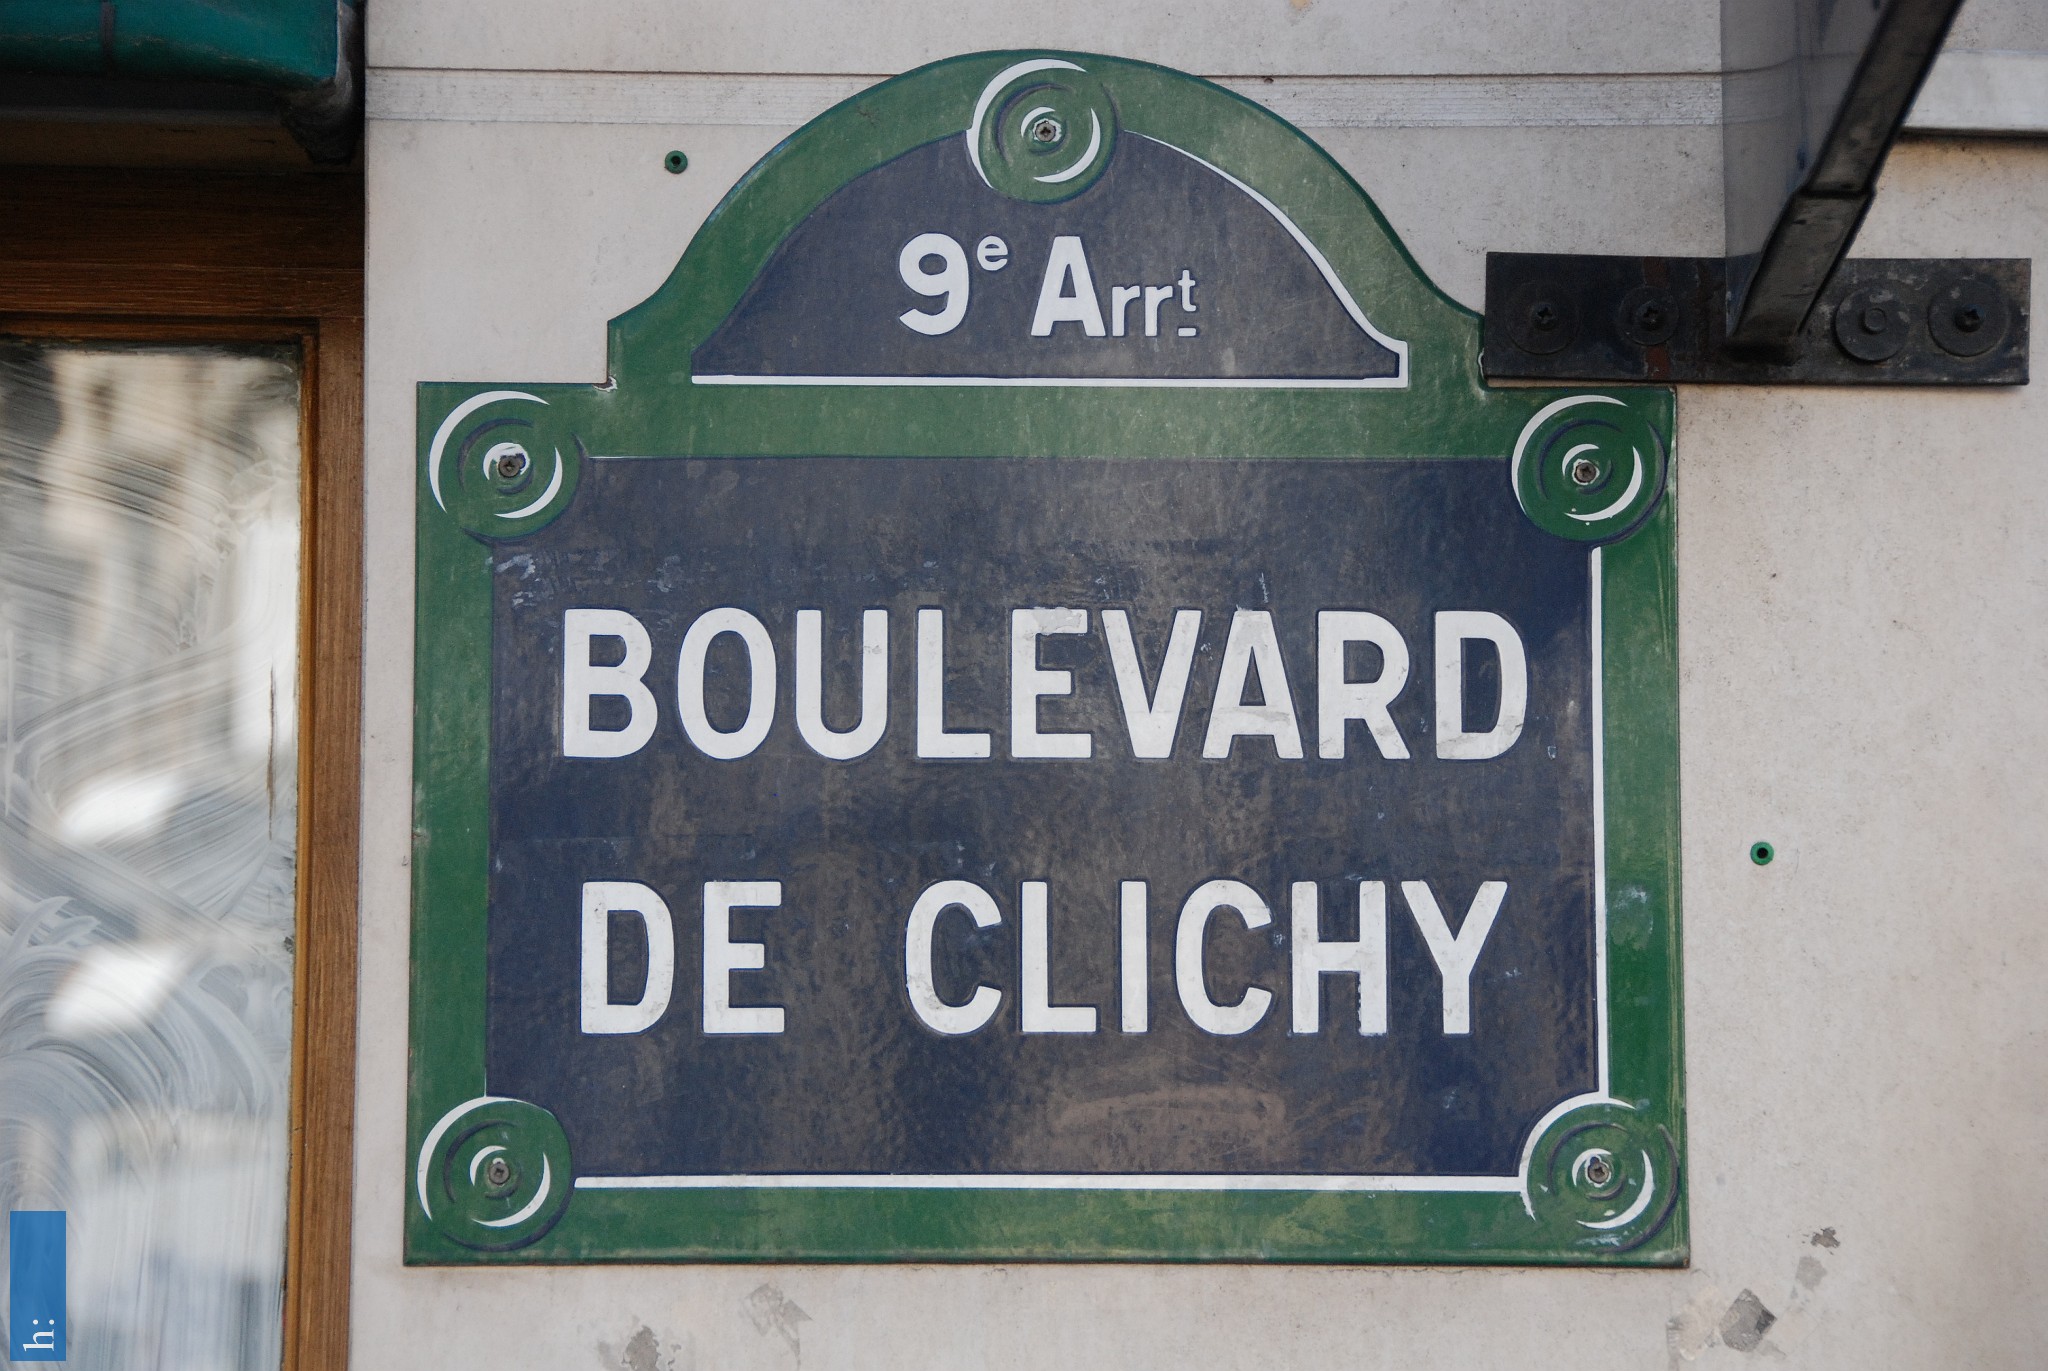 9e Arrt
BOULEVARD
DE CLICHY
h: